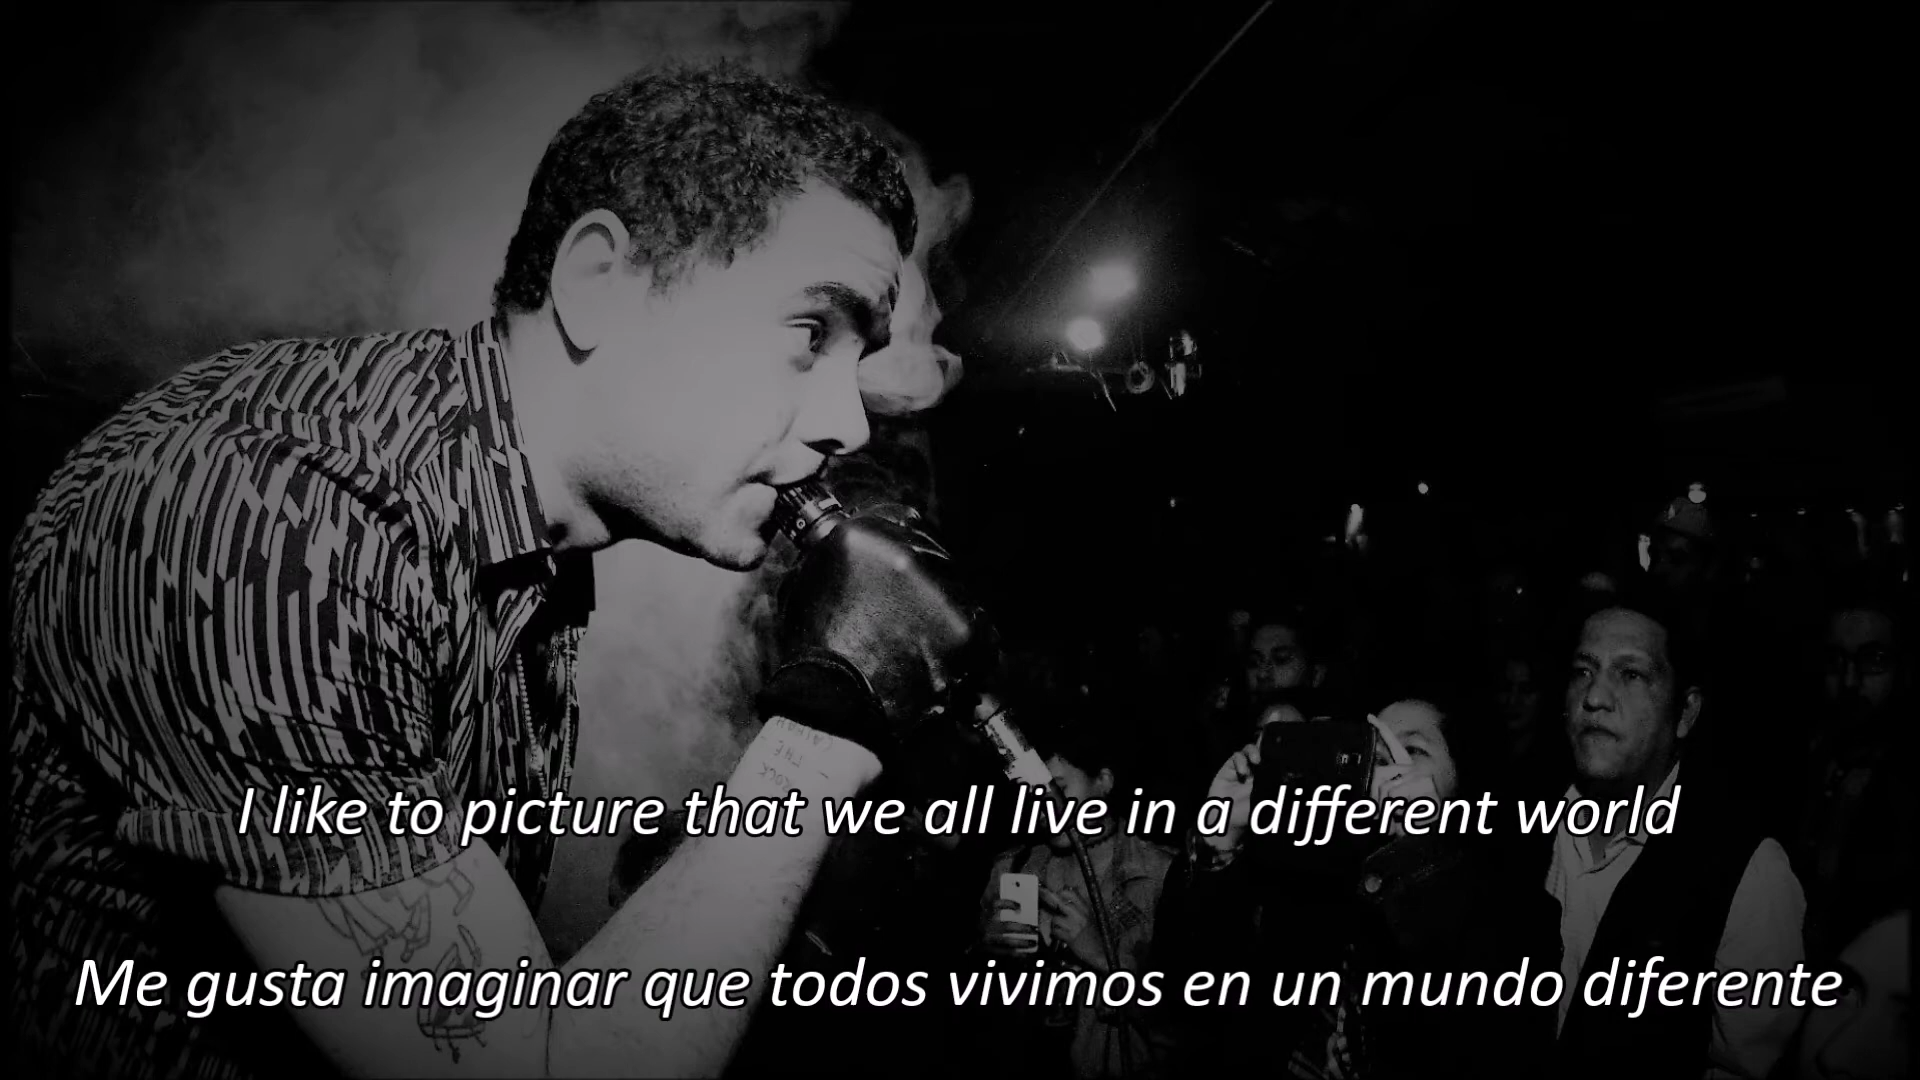 I like to picture that we all live in a different world
Me gusta imaginar que todos vivimos en un mundo diferente